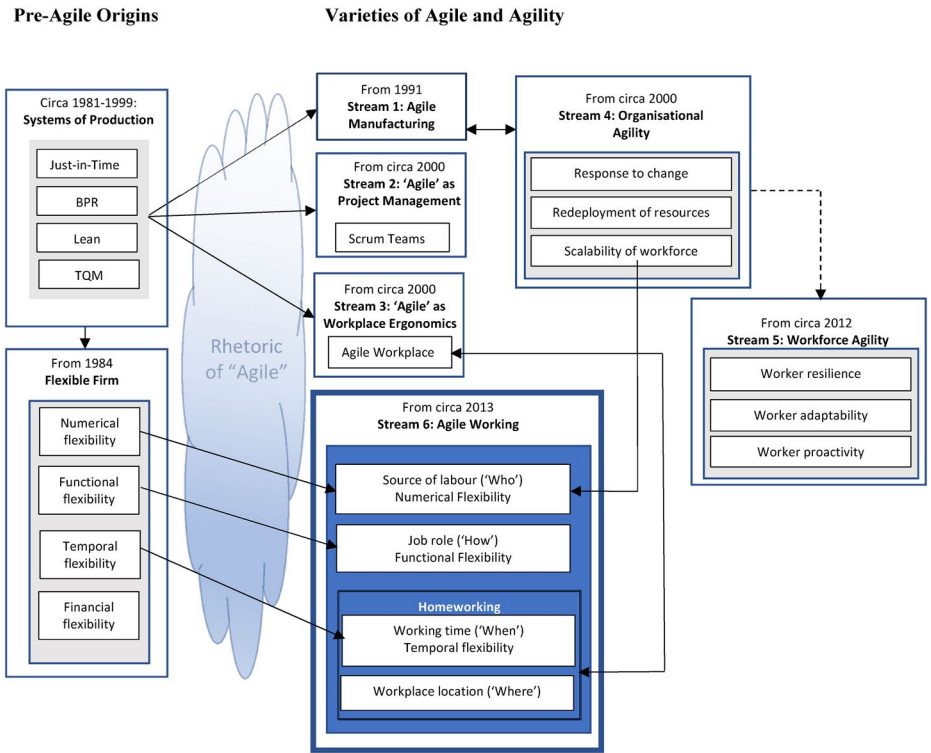 Pre-Agile Origins
Varieties of Agile and Agility
Circa 1981-1999:
Systems of Production
Just-in-Time
BPR
Lean
TQM
From 1984
Flexible Firm
Numerical
flexibility
Functional
flexibility
Temporal
flexibility
Financial
flexibility
Rhetoric
of “Agile”
From 1991
Stream 1: Agile
Manufacturing
From circa 2000
Stream 2: ‘Agile’ as
Project Management
Scrum Teams
From circa 2000
Stream 3: ‘Agile’ as
Workplace Ergonomics
Agile Workplace
From circa 2000
Stream 4: Organisational
Agility
Response to change
Redeployment of resources
Scalability of workforce
From circa 2012
Stream 5: Workforce Agility
Worker resilience
Worker adaptability
Worker proactivity
From circa 2013
Stream 6: Agile Working
Source of labour (‘Who’)
Numerical Flexibility
Job role (‘How’)
Functional Flexibility
Homeworking
Working time (‘When’)
Temporal flexibility
Workplace location (‘Where’)